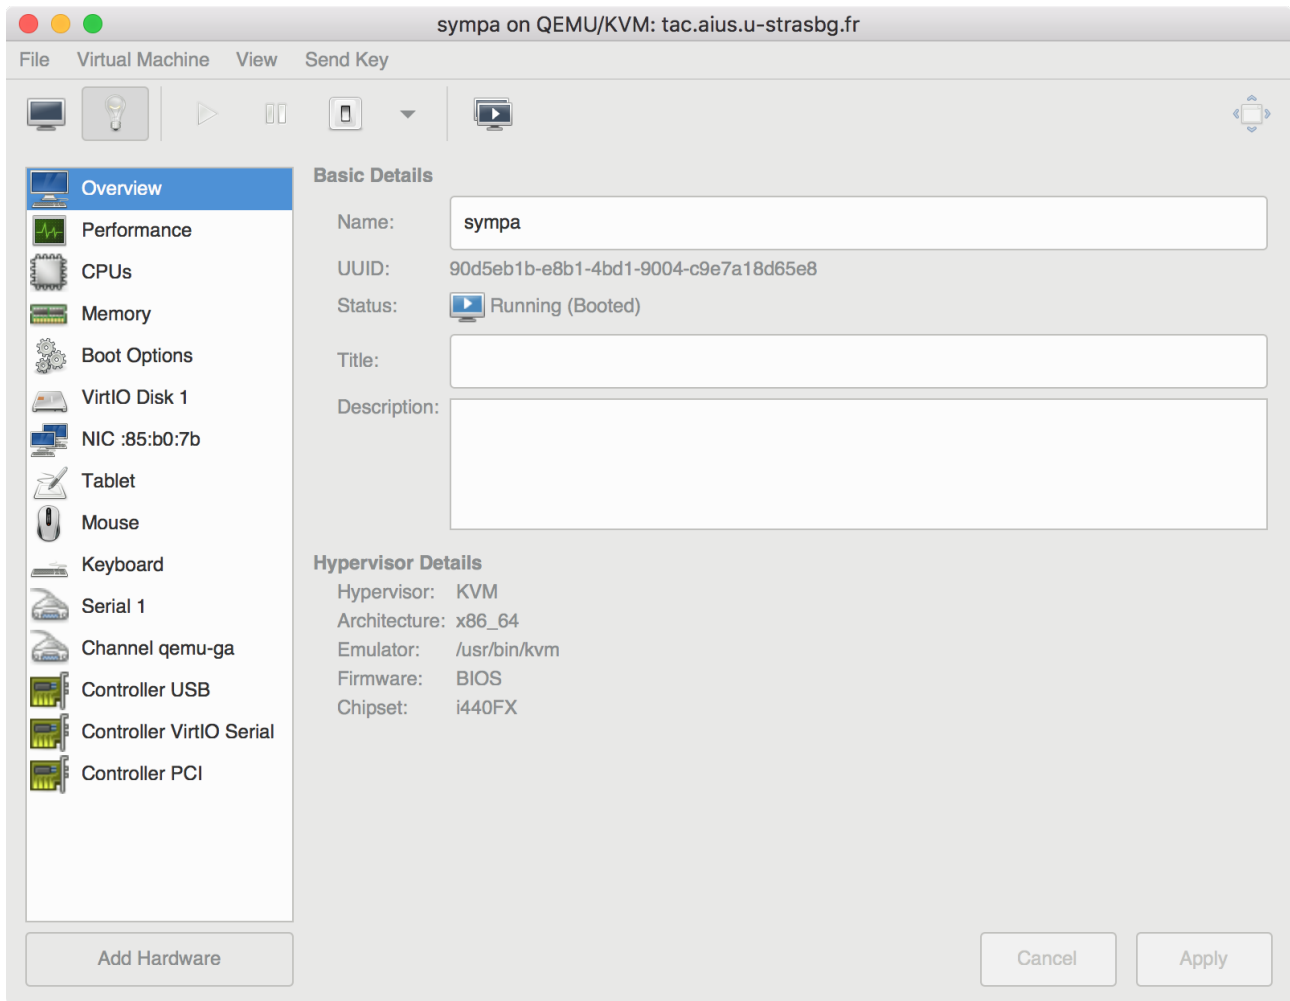 sympa on QEMU/KVM: tac.aius.u-strasbg.fr
File Virtual Machine View Send Key
Overview
Performance
CPUs
Memory
Boot Options
VirtIO Disk 1
NIC :85:b0:7b
Tablet
Mouse
Keyboard
Serial 1
Channel qemu-ga
Controller USB
Controller VirtIO Serial
Controller PCI
Add Hardware
Basic Details
Name: sympa
UUID: 90d5eb1b-e8b1-4bd1-9004-c9e7a18d65e8
Status: Running (Booted)
Title:
Description:
Hypervisor Details
Hypervisor: KVM
Architecture: x86_64
Emulator: /usr/bin/kvm
Firmware: BIOS
Chipset: i440FX
Cancel Apply